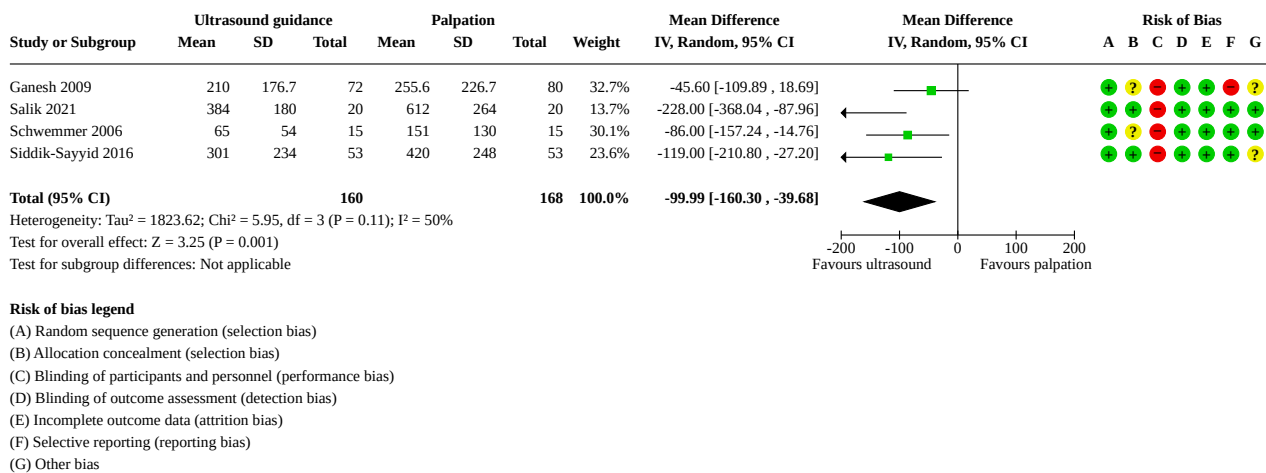 Ultrasound guidance Palpation Mean Difference Mean Difference Risk of Bias
Study or Subgroup Mean SD Total Mean SD Total Weight IV, Random, 95% CI IV, Random, 95% CI A B C D E F G
Ganesh 2009 210 176.7 72 255.6 226.7 80 32.7% -45.60 [-109.89 , 18.69] + ? − + + − ?
Salik 2021 384 180 20 612 264 20 13.7% -228.00 [-368.04 , -87.96] + + − + + + +
Schwemmer 2006 65 54 15 151 130 15 30.1% -86.00 [-157.24 , -14.76] + ? − + + + +
Siddik-Sayyid 2016 301 234 53 420 248 53 23.6% -119.00 [-210.80 , -27.20] + + − + + + ?
Total (95% CI) 160 168 100.0% -99.99 [-160.30 , -39.68]
Heterogeneity: Tau² = 1823.62; Chi² = 5.95, df = 3 (P = 0.11); I² = 50%
Test for overall effect: Z = 3.25 (P = 0.001)
-200 -100 0 100 200
Test for subgroup differences: Not applicable
Favours ultrasound Favours palpation
Risk of bias legend
(A) Random sequence generation (selection bias)
(B) Allocation concealment (selection bias)
(C) Blinding of participants and personnel (performance bias)
(D) Blinding of outcome assessment (detection bias)
(E) Incomplete outcome data (attrition bias)
(F) Selective reporting (reporting bias)
(G) Other bias